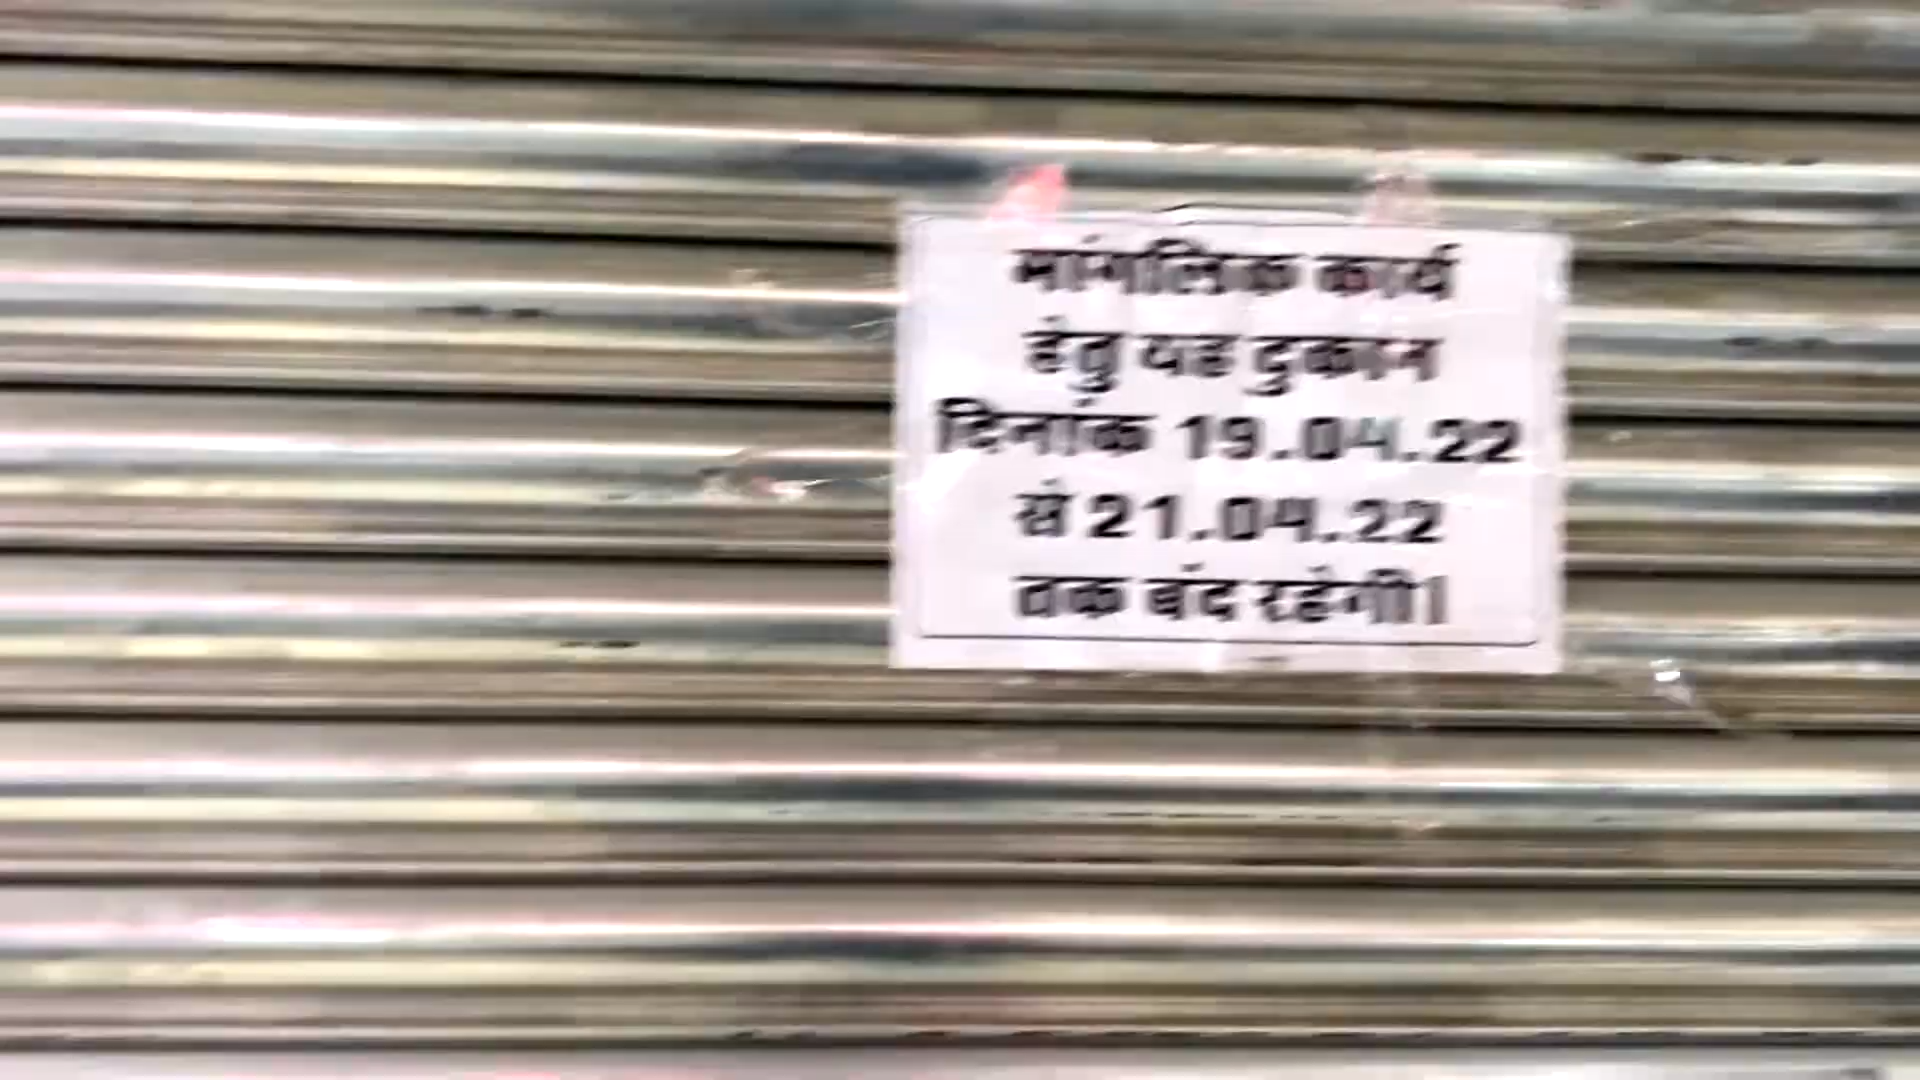 मांगलिक कार्य
हेतु यह दुकान
दिनांक 19.04.22
से 21.04.22
तक बंद रहेगी।